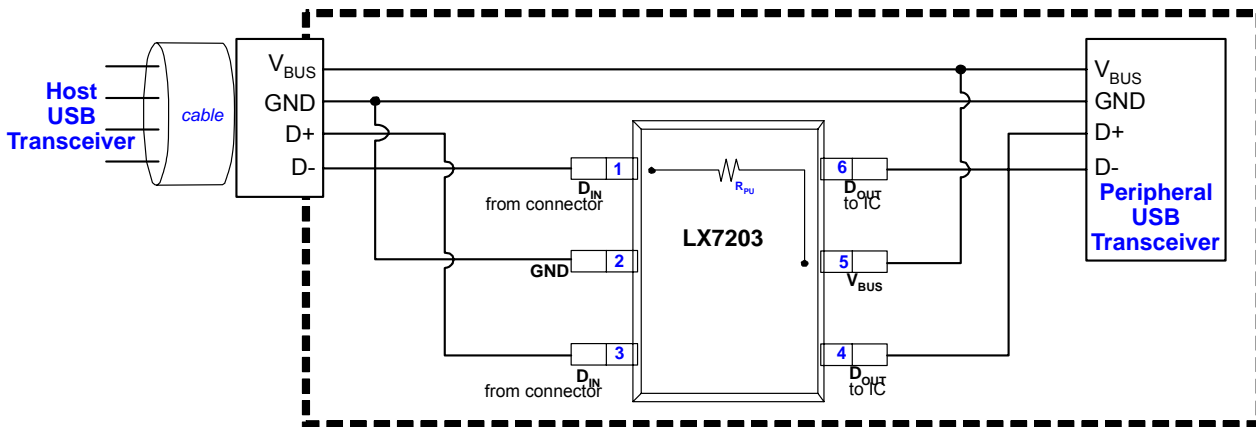 Host
USB
Transceiver
cable
VBUS
GND
D+
D-
1
DIN
from connector
2
GND
3
DIN
from connector
RPU
LX7203
6
DOUT
to IC
5
VBUS
4
DOUT
to IC
VBUS
GND
D+
D-
Peripheral
USB
Transceiver